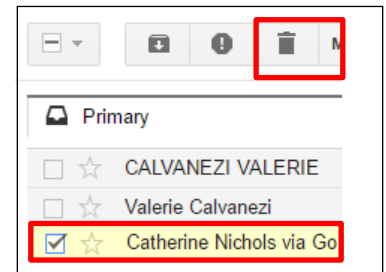 Primary
CALVANEZI VALERIE
Valerie Calvanezi
Catherine Nichols via Go